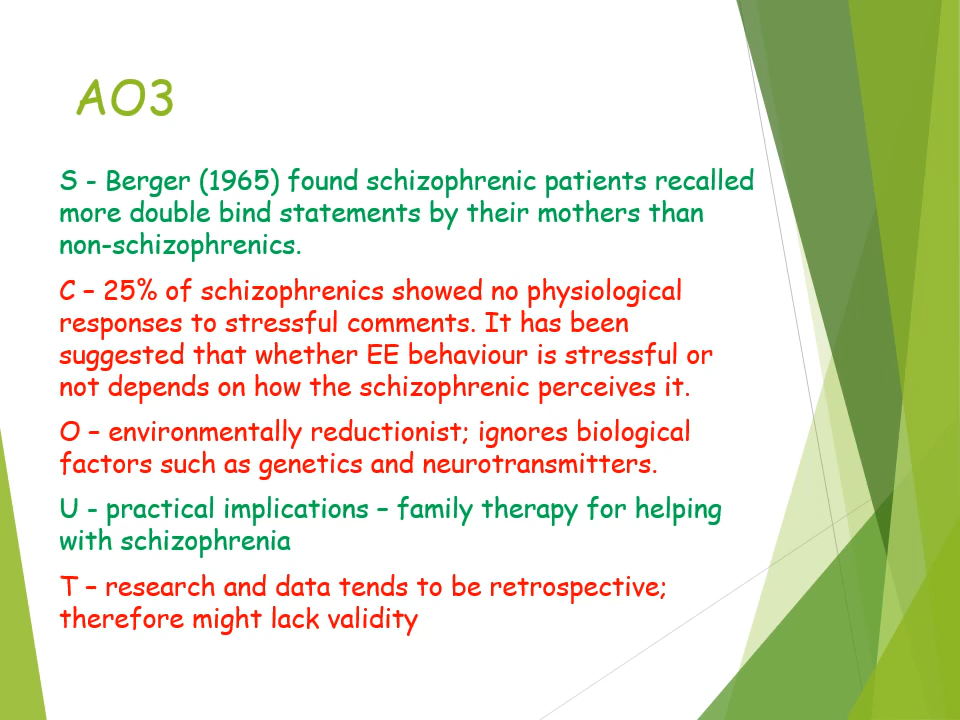 AO3
S - Berger (1965) found schizophrenic patients recalled
more double bind statements by their mothers than
non-schizophrenics.
C – 25% of schizophrenics showed no physiological
responses to stressful comments. It has been
suggested that whether EE behaviour is stressful or
not depends on how the schizophrenic perceives it.
O – environmentally reductionist; ignores biological
factors such as genetics and neurotransmitters.
U - practical implications – family therapy for helping
with schizophrenia
T – research and data tends to be retrospective;
therefore might lack validity